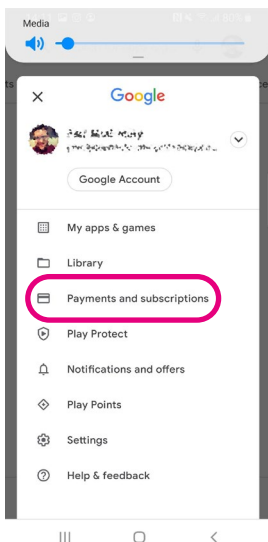 Media
Google
Google Account
My apps & games
Library
Payments and subscriptions
Play Protect
Notifications and offers
Play Points
Settings
Help & feedback